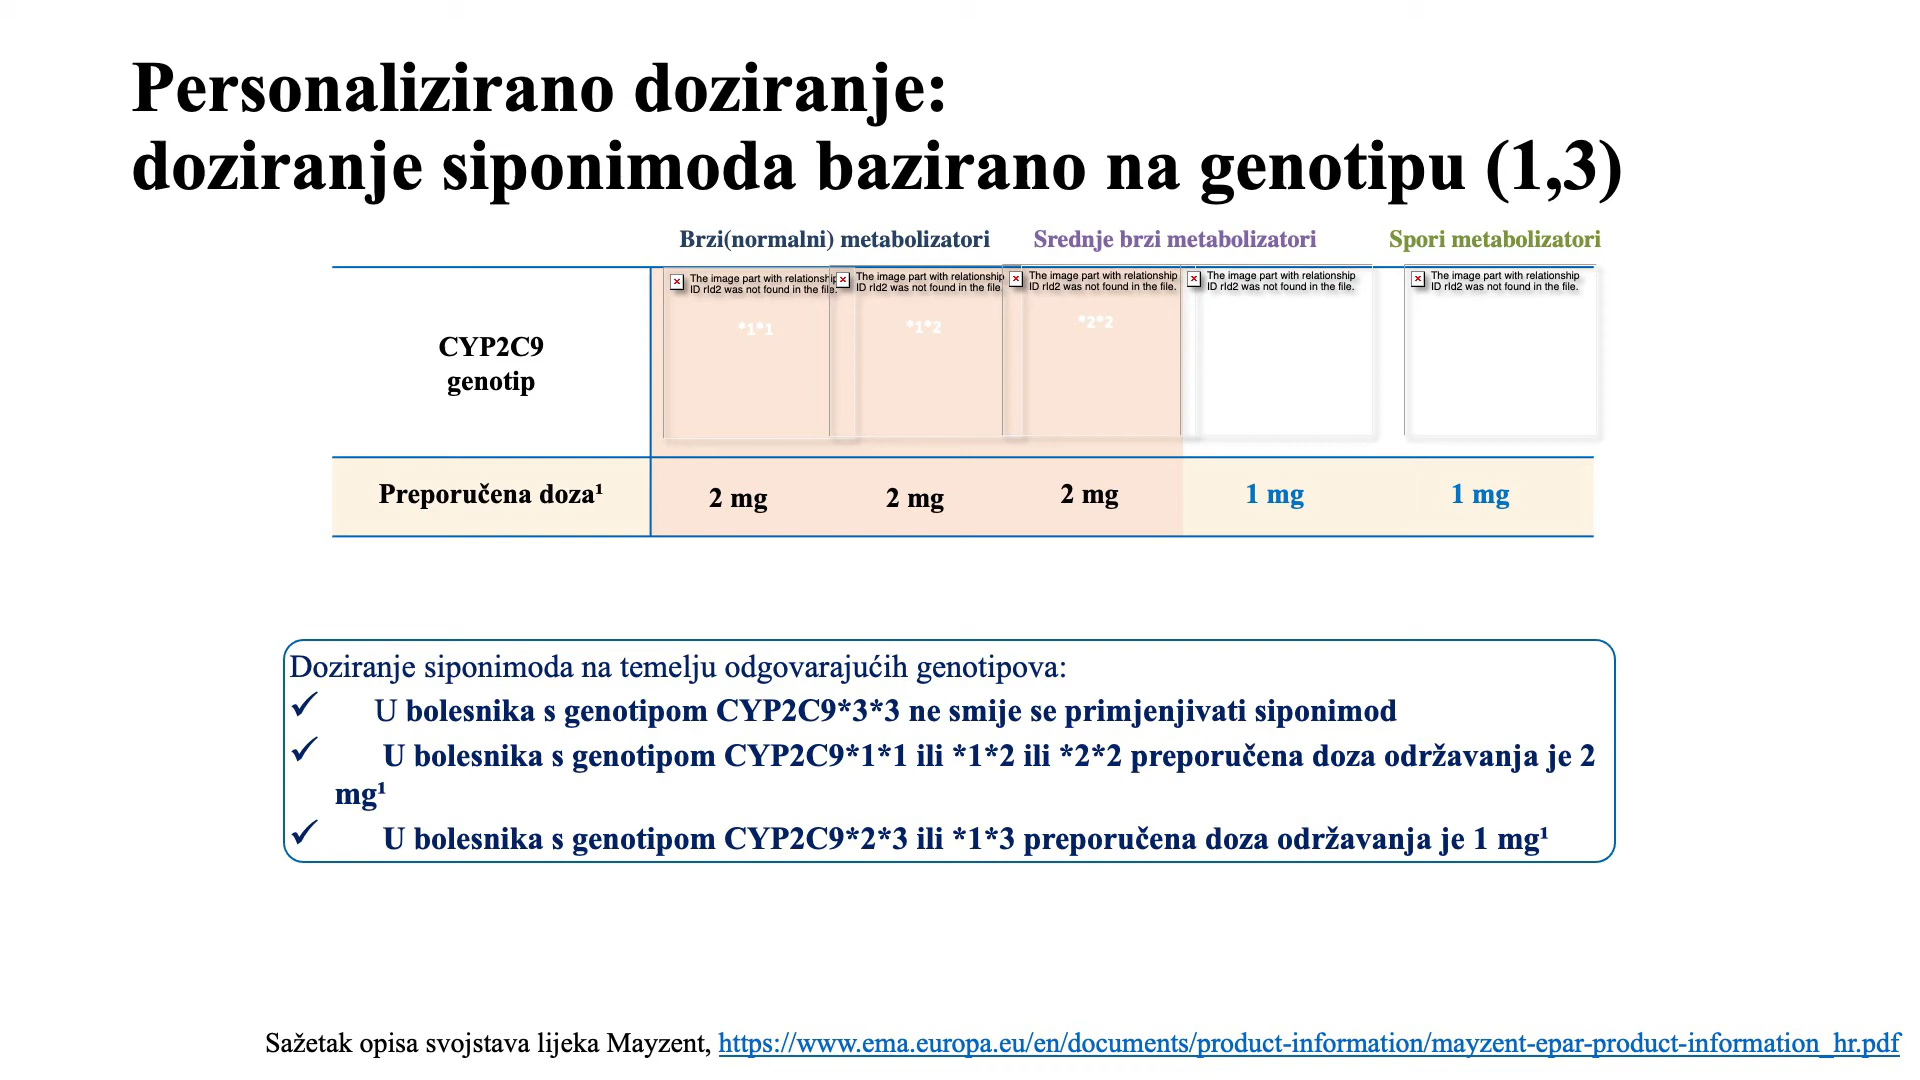 Personalizirano doziranje:
doziranje siponimoda bazirano na genotipu (1,3)
Brzi(normalni) metabolizatori
Srednje brzi metabolizatori
Spori metabolizatori
The image part with relationship
ID rId2 was not found in the file.
The image part with relationship
ID rId2 was not found in the file.
The image part with relationship
ID rId2 was not found in the file.
The image part with relationship
ID rId2 was not found in the file.
The image part with relationship
ID rId2 was not found in the file.
*1*1
*1*2
*2*2
CYP2C9
genotip
Preporučena doza¹
2 mg
2 mg
2 mg
1 mg
1 mg
Doziranje siponimoda na temelju odgovarajućih genotipova:
✓ U bolesnika s genotipom CYP2C9*3*3 ne smije se primjenjivati siponimod
✓ U bolesnika s genotipom CYP2C9*1*1 ili *1*2 ili *2*2 preporučena doza održavanja je 2
mg¹
✓ U bolesnika s genotipom CYP2C9*2*3 ili *1*3 preporučena doza održavanja je 1 mg¹
Sažetak opisa svojstava lijeka Mayzent, https://www.ema.europa.eu/en/documents/product-information/mayzent-epar-product-information_hr.pdf